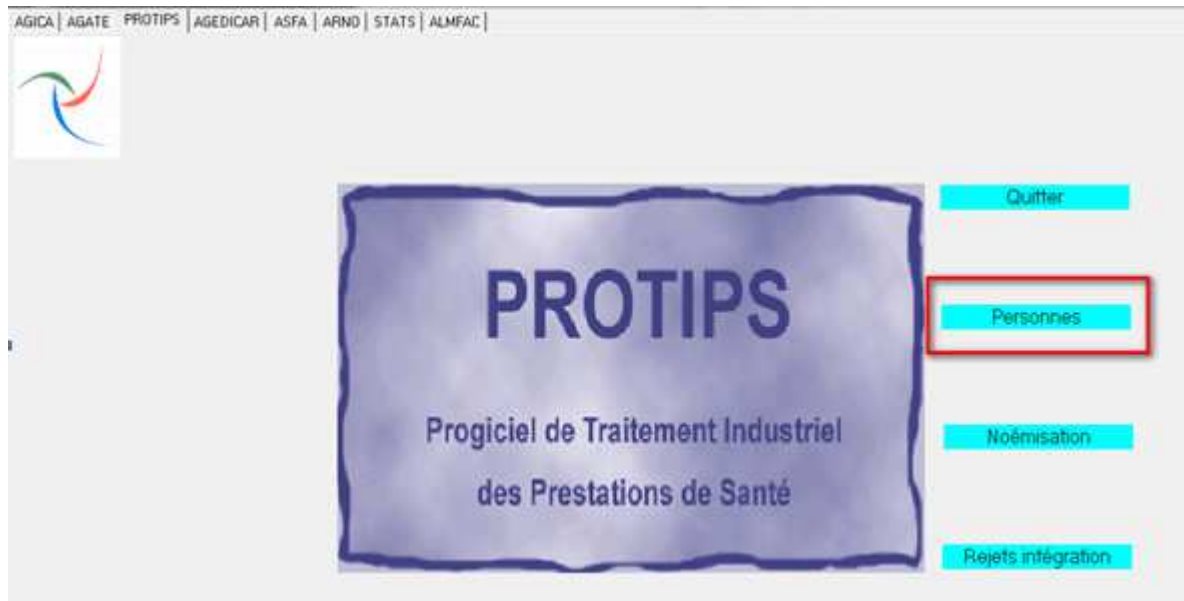 AGICA | AGATE PROTIPS | AGEDICAR | ASFA | ARNO | STATS | ALMFAC |
Quitter
PROTIPS
Personnes
Progiciel de Traitement Industriel
Noémisation
des Prestations de Santé
Rejets intégration